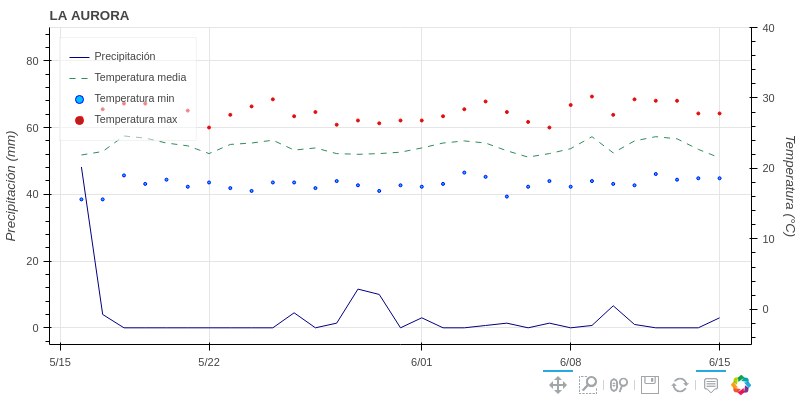 LA AURORA
Precipitación
Temperatura media
Temperatura min
Temperatura max
Precipitación (mm)
80
60
40
20
0
Temperatura (°C)
40
30
20
10
0
5/15
5/22
6/01
6/08
6/15